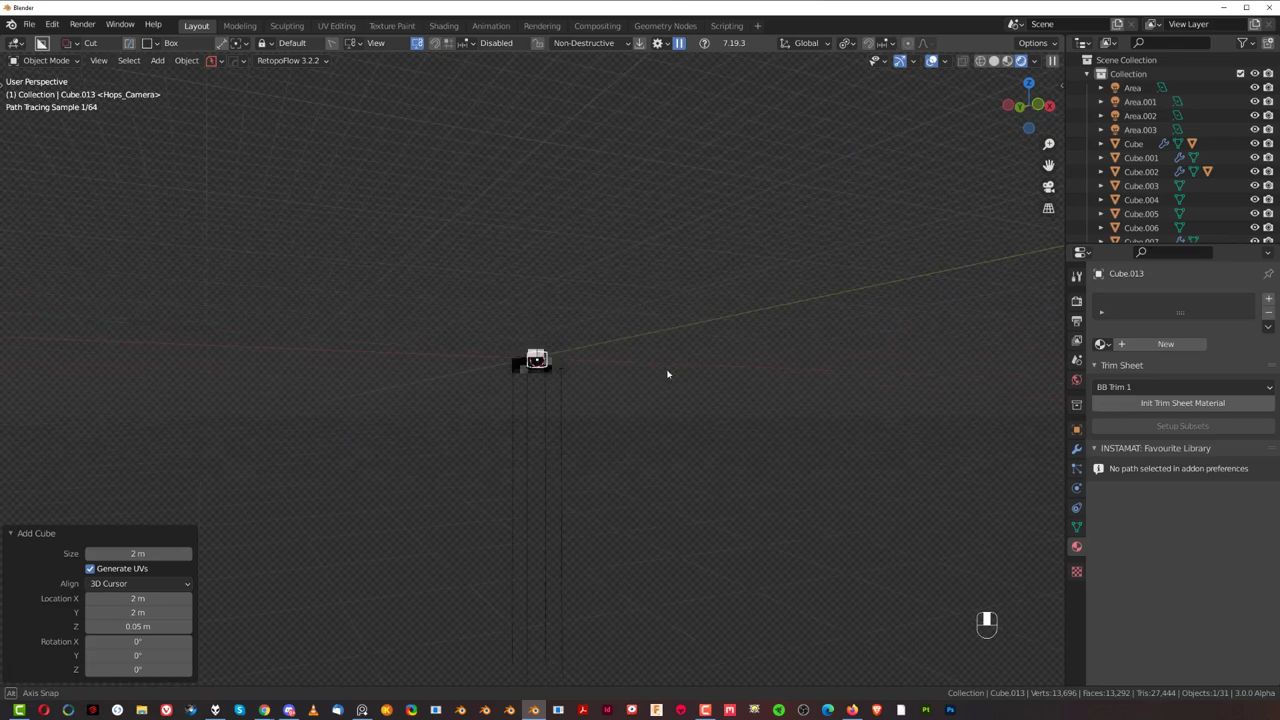 Blender
File Edit Render Window Help Layout Modeling Sculpting UV Editing Texture Paint Shading Animation Rendering Compositing Geometry Nodes Scripting + Scene View Layer
Cut Box Default View Disabled Non-Destructive 7.19.3 Global Options
Object Mode View Select Add Object RetopoFlow 3.2.2
User Perspective
(1) Collection | Cube.013 <Hops_Camera>
Path Tracing Sample 1/64
Z
Y
X
Scene Collection
Collection
Area
Area.001
Area.002
Area.003
Cube
Cube.001
Cube.002
Cube.003
Cube.004
Cube.005
Cube.006
Cube.007
Cube.013
+ New
Trim Sheet
BB Trim 1
Init Trim Sheet Material
Setup Subsets
INSTAMAT: Favourite Library
No path selected in addon preferences
Add Cube
Size 2 m
Generate UVs
Align 3D Cursor
Location X 2 m
Y 2 m
Z 0.05 m
Rotation X 0°
Y 0°
Z 0°
Alt Axis Snap
Collection | Cube.013 | Verts:13,696 | Faces:13,292 | Tris:27,444 | Objects:1/31 | 3.0.0 Alpha